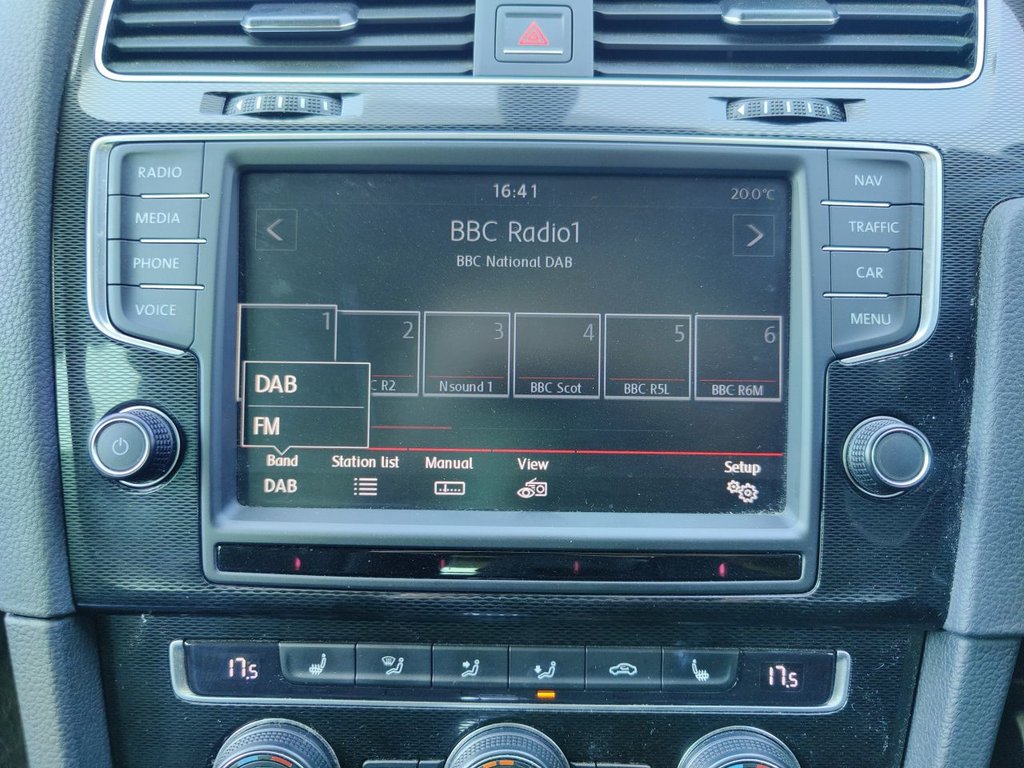 RADIO
MEDIA
PHONE
VOICE
16:41
20.0°C
BBC Radio1
BBC National DAB
1
2
3
4
5
6
C R2
Nsound 1
BBC Scot
BBC R5L
BBC R6M
DAB
FM
Band
Station list
Manual
View
Setup
DAB
NAV
TRAFFIC
CAR
MENU
17.5
17.5